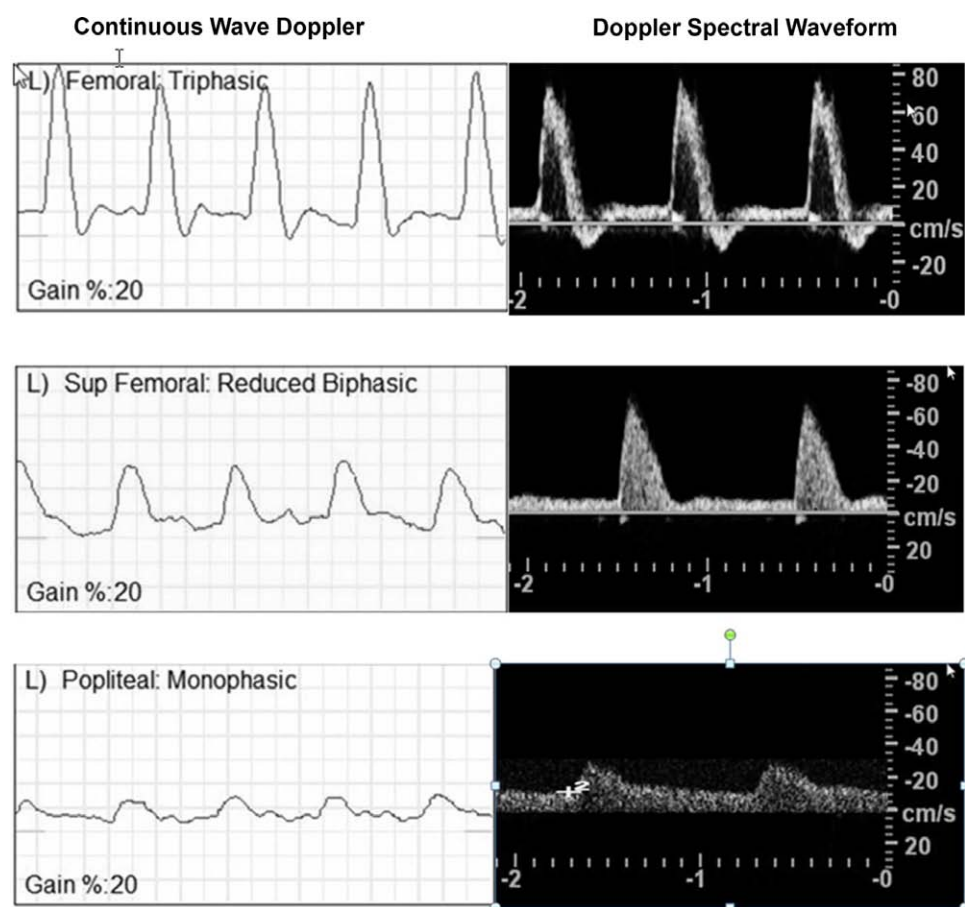 Continuous Wave Doppler
Doppler Spectral Waveform
L) Femoral: Triphasic
Gain %:20
80
60
40
20
cm/s
-20
-2
-1
-0
L) Sup Femoral: Reduced Biphasic
Gain %:20
-80
-60
-40
-20
cm/s
20
-2
-1
-0
L) Popliteal: Monophasic
Gain %:20
-80
-60
-40
-20
cm/s
20
-2
-1
-0